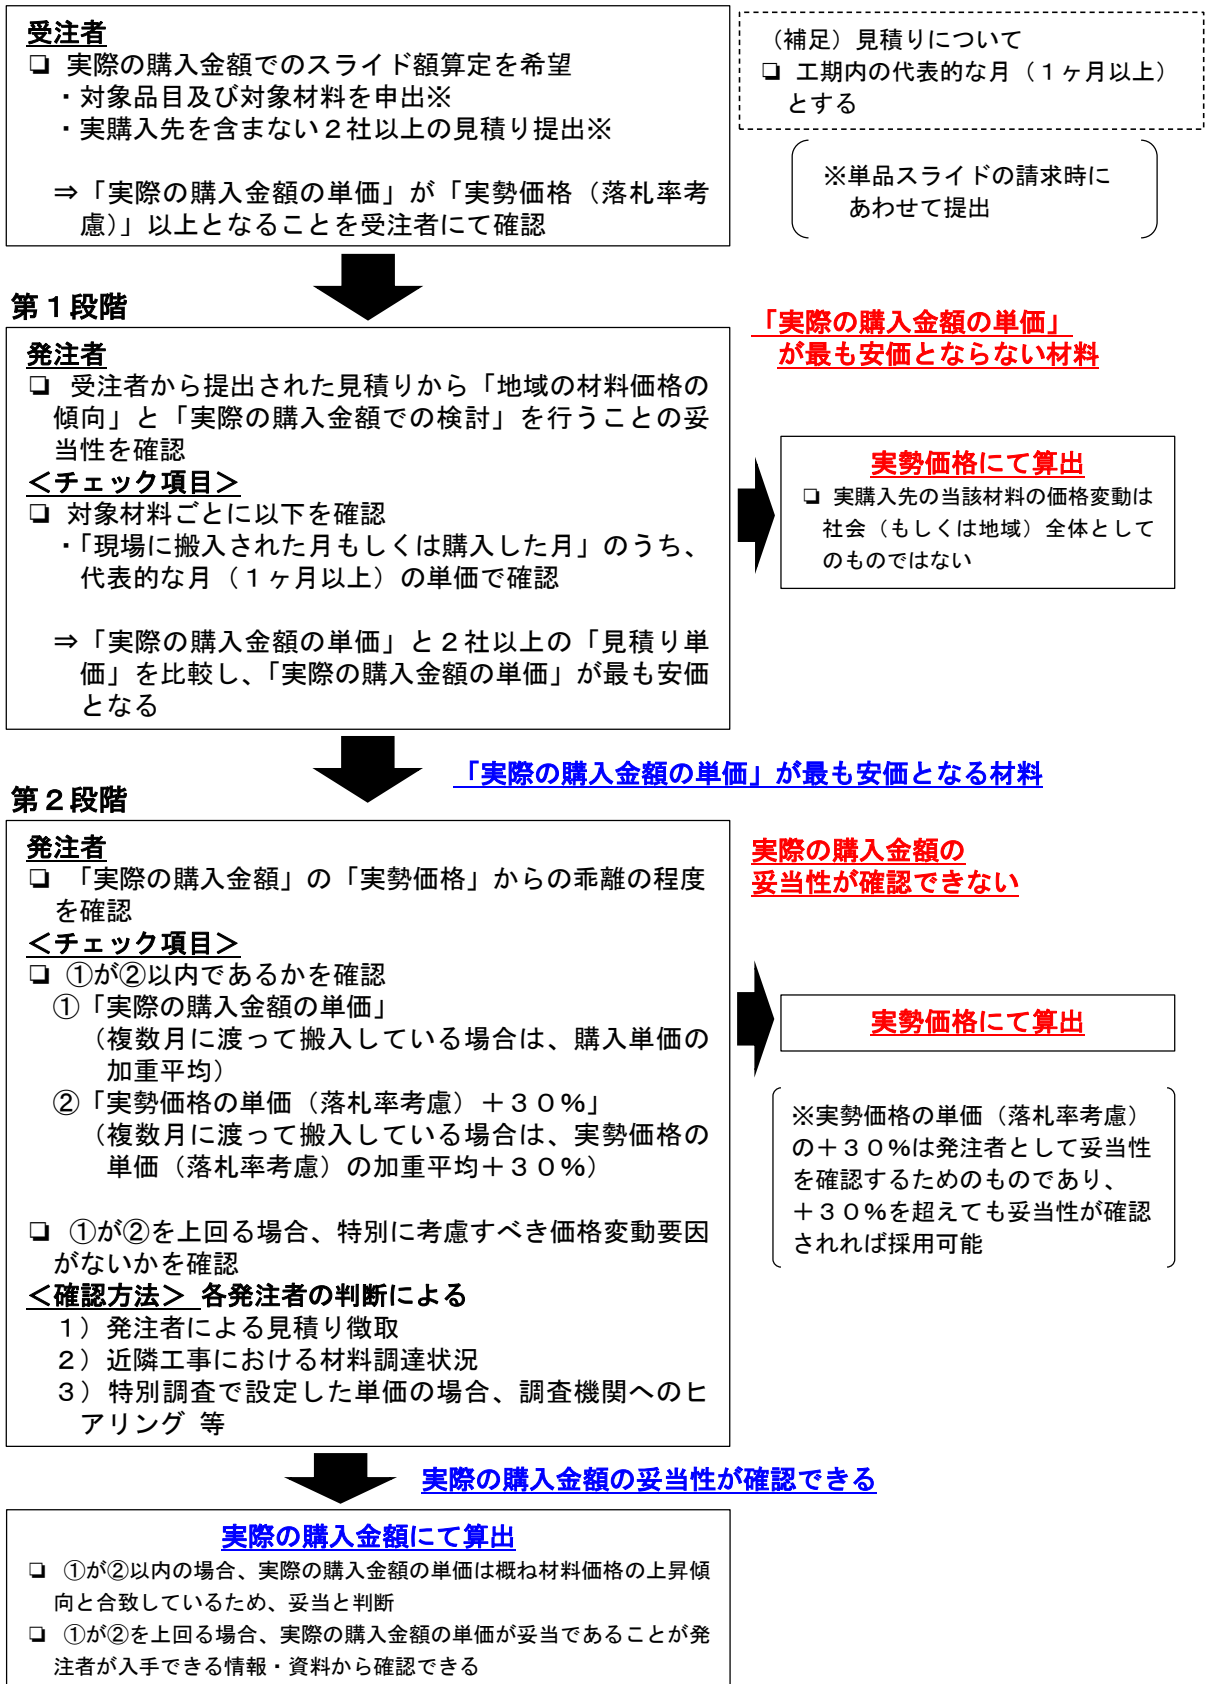 受注者
❏ 実際の購入金額でのスライド額算定を希望
・対象品目及び対象材料を申出※
・実購入先を含まない２社以上の見積り提出※
⇒「実際の購入金額の単価」が「実勢価格（落札率考
慮）」以上となることを受注者にて確認
（補足）見積りについて
❏ 工期内の代表的な月（１ヶ月以上）
とする
※単品スライドの請求時に
あわせて提出
第１段階
発注者
❏ 受注者から提出された見積りから「地域の材料価格の
傾向」と「実際の購入金額での検討」を行うことの妥
当性を確認
＜チェック項目＞
❏ 対象材料ごとに以下を確認
・「現場に搬入された月もしくは購入した月」のうち、
代表的な月（１ヶ月以上）の単価で確認
⇒「実際の購入金額の単価」と２社以上の「見積り単
価」を比較し、「実際の購入金額の単価」が最も安価
となる
「実際の購入金額の単価」
が最も安価とならない材料
実勢価格にて算出
❏ 実購入先の当該材料の価格変動は
社会（もしくは地域）全体として
のものではない
「実際の購入金額の単価」が最も安価となる材料
第２段階
発注者
❏ 「実際の購入金額」の「実勢価格」からの乖離の程度
を確認
＜チェック項目＞
❏ ①が②以内であるかを確認
①「実際の購入金額の単価」
（複数月に渡って搬入している場合は、購入単価の
加重平均）
②「実勢価格の単価（落札率考慮）＋３０％」
（複数月に渡って搬入している場合は、実勢価格の
単価（落札率考慮）の加重平均＋３０％）
❏ ①が②を上回る場合、特別に考慮すべき価格変動要因
がないかを確認
＜確認方法＞ 各発注者の判断による
１）発注者による見積り徴取
２）近隣工事における材料調達状況
３）特別調査で設定した単価の場合、調査機関へのヒ
アリング 等
実際の購入金額の
妥当性が確認できない
実勢価格にて算出
※実勢価格の単価（落札率考慮）
の＋３０％は発注者として妥当性
を確認するためのものであり、
＋３０％を超えても妥当性が確認
されれば採用可能
実際の購入金額の妥当性が確認できる
実際の購入金額にて算出
❏ ①が②以内の場合、実際の購入金額の単価は概ね材料価格の上昇傾
向と合致しているため、妥当と判断
❏ ①が②を上回る場合、実際の購入金額の単価が妥当であることが発
注者が入手できる情報・資料から確認できる